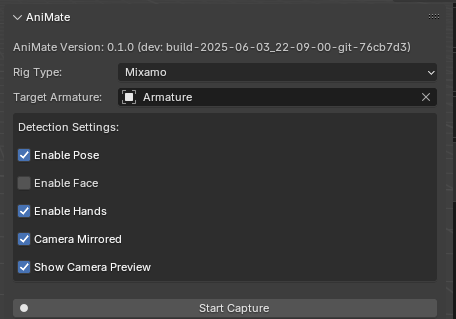 AniMate
AniMate Version: 0.1.0 (dev: build-2025-06-03_22-09-00-git-76cb7d3)
Rig Type: Mixamo
Target Armature: Armature
Detection Settings:
Enable Pose
Enable Face
Enable Hands
Camera Mirrored
Show Camera Preview
Start Capture